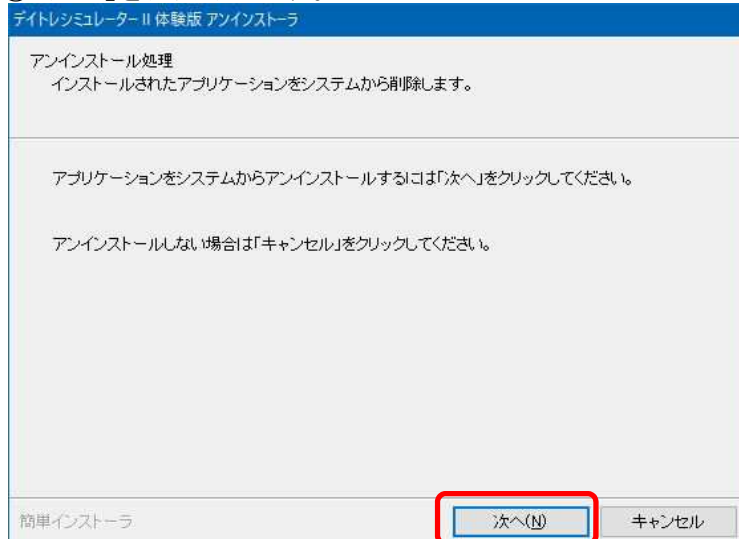 デイトレシミュレーターⅡ 体験版 アンインストーラ
アンインストール処理
インストールされたアプリケーションをシステムから削除します。
アプリケーションをシステムからアンインストールするには「次へ」をクリックしてください。
アンインストールしない場合は「キャンセル」をクリックしてください。
簡単インストーラ
次へ(N)
キャンセル